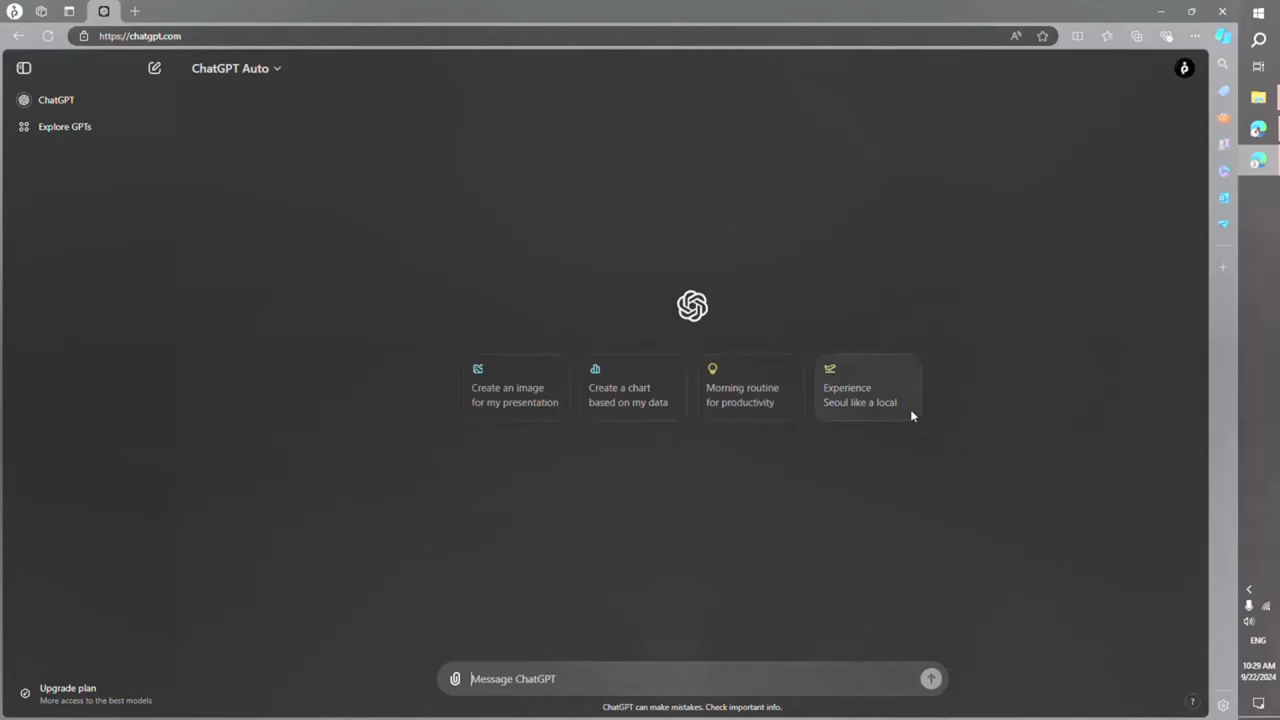 https://chatgpt.com
ChatGPT Auto
ChatGPT
Explore GPTs
Create an image
for my presentation
Create a chart
based on my data
Morning routine
for productivity
Experience
Seoul like a local
Message ChatGPT
ChatGPT can make mistakes. Check important info.
Upgrade plan
More access to the best models
?
ENG
10:29 AM
9/22/2024